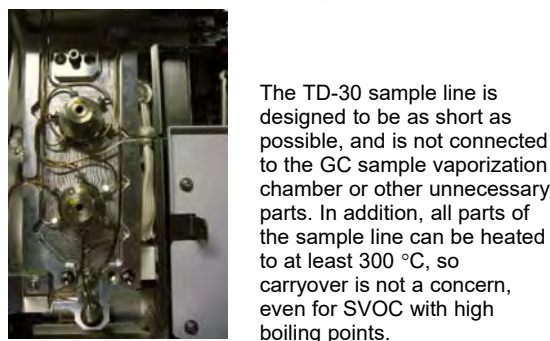 The TD-30 sample line is
designed to be as short as
possible, and is not connected
to the GC sample vaporization
chamber or other unnecessary
parts. In addition, all parts of
the sample line can be heated
to at least 300 °C, so
carryover is not a concern,
even for SVOC with high
boiling points.